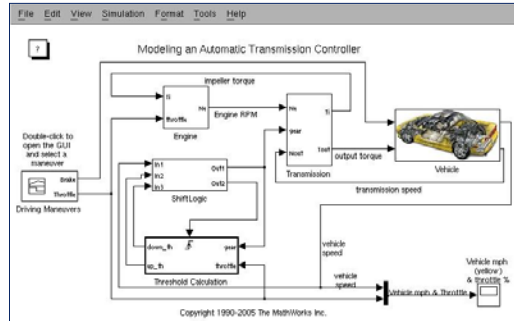 File Edit View Simulation Format Tools Help
?
Modeling an Automatic Transmission Controller
impeller torque
Ti
throttle
Ne
Engine
Engine RPM
Ne
gear
Nout
Ti
Tout
Transmission
output torque
Vehicle
transmission speed
Double-click to
open the GUI
and select a
maneuver
Brake
Throttle
Driving Maneuvers
In1
In2
In3
Out1
Out2
ShiftLogic
down_th
up_th
gear
throttle
Threshold Calculation
vehicle
speed
vehicle
speed
Vehicle mph & Throttle
Vehicle mph
(yellow)
& throttle %
Copyright 1990-2005 The MathWorks Inc.